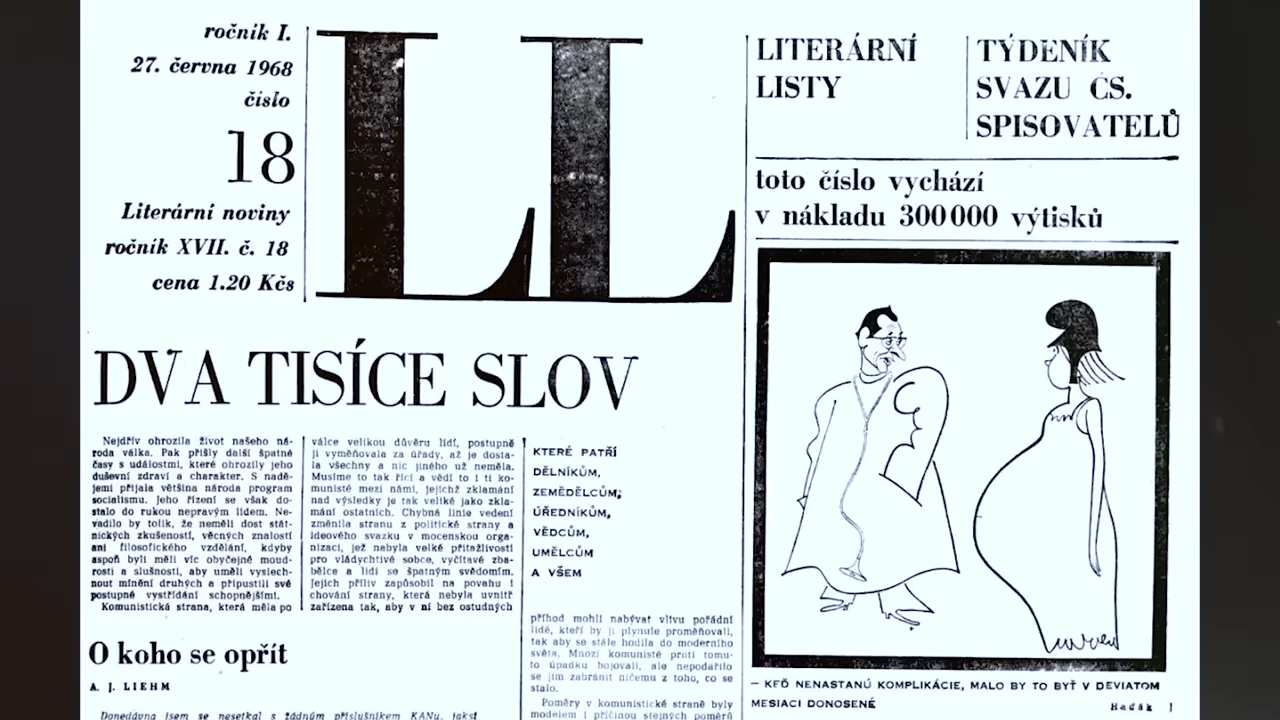 ročník I.
27. června 1968
číslo
18
Literární noviny
ročník XVII. č. 18
cena 1.20 Kčs
LL
LITERÁRNÍ
LISTY
TÝDENÍK
SVAZU ČS.
SPISOVATELŮ
toto číslo vychází
v nákladu 300000 výtisků
DVA TISÍCE SLOV
Nejdřív ohrozila život našeho ná-
roda válka. Pak přišly další špatné
časy s událostmi, které ohrozily jeho
duševní zdraví a charakter. S nadě-
jemi přijala většina národa program
socialismu. Jeho řízení se však do-
stalo do rukou nepravým lidem. Ne-
vadilo by tolik, že neměli dost stát-
nických zkušeností, věcných znalostí
ani filosofického vzdělání, kdyby
aspoň byli měli víc obyčejné moud-
rosti a slušnosti, aby uměli vyslech-
nout mínění druhých a připustili své
postupné vystřídání schopnějšími.
Komunistická strana, která měla po
válce velikou důvěru lidí, postupně
ji vyměňovala za úřady, až je dosta-
la všechny a nic jiného už neměla.
Musíme to tak říci a vědí to i ti ko-
munisté mezi námi, jejichž zklamání
nad výsledky je tak veliké jako zkla-
mání ostatních. Chybná linie vedení
změnila stranu z politické strany a
ideového svazku v mocenskou orga-
nizaci, jež nabyla velké přitažlivosti
pro vládychtivé sobce, vyčítavé zba-
bělce a lidi se špatným svědomím.
Jejich příliv zapůsobil na povahu i
chování strany, která nebyla uvnitř
zařízena tak, aby v ní bez ostudných
KTERÉ PATŘÍ
DĚLNÍKŮM,
ZEMĚDĚLCŮM,
ÚŘEDNÍKŮM,
VĚDCŮM,
UMĚLCŮM
A VŠEM
příhod mohli nabývat vlivu pořádní
lidé, kteří by ji plynule proměňovali,
tak aby se stále hodila do moderního
světa. Mnozí komunisté proti tomu-
to úpadku bojovali, ale nepodařilo
se jim zabránit ničemu z toho, co se
stalo.
Poměry v komunistické straně byly
modelem i příčinou stejných poměrů
O koho se opřít
A. J. LIEHM
Donedávna jsem se nesetkal s žádným příslušníkem KANu, jakst
— KEĎ NENASTANÚ KOMPLIKÁCIE, MALO BY TO BYŤ V DEVIATOM
MESIACI DONOSENÉ
Haďák